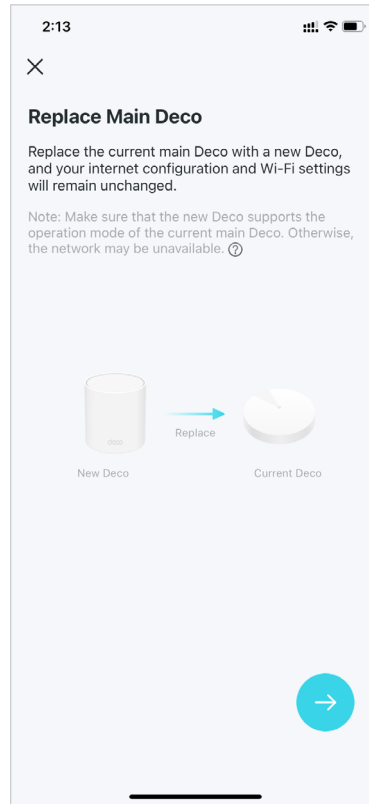 2:13
Replace Main Deco
Replace the current main Deco with a new Deco,
and your internet configuration and Wi-Fi settings
will remain unchanged.
Note: Make sure that the new Deco supports the
operation mode of the current main Deco. Otherwise,
the network may be unavailable. ?
deco
Replace
New Deco
Current Deco